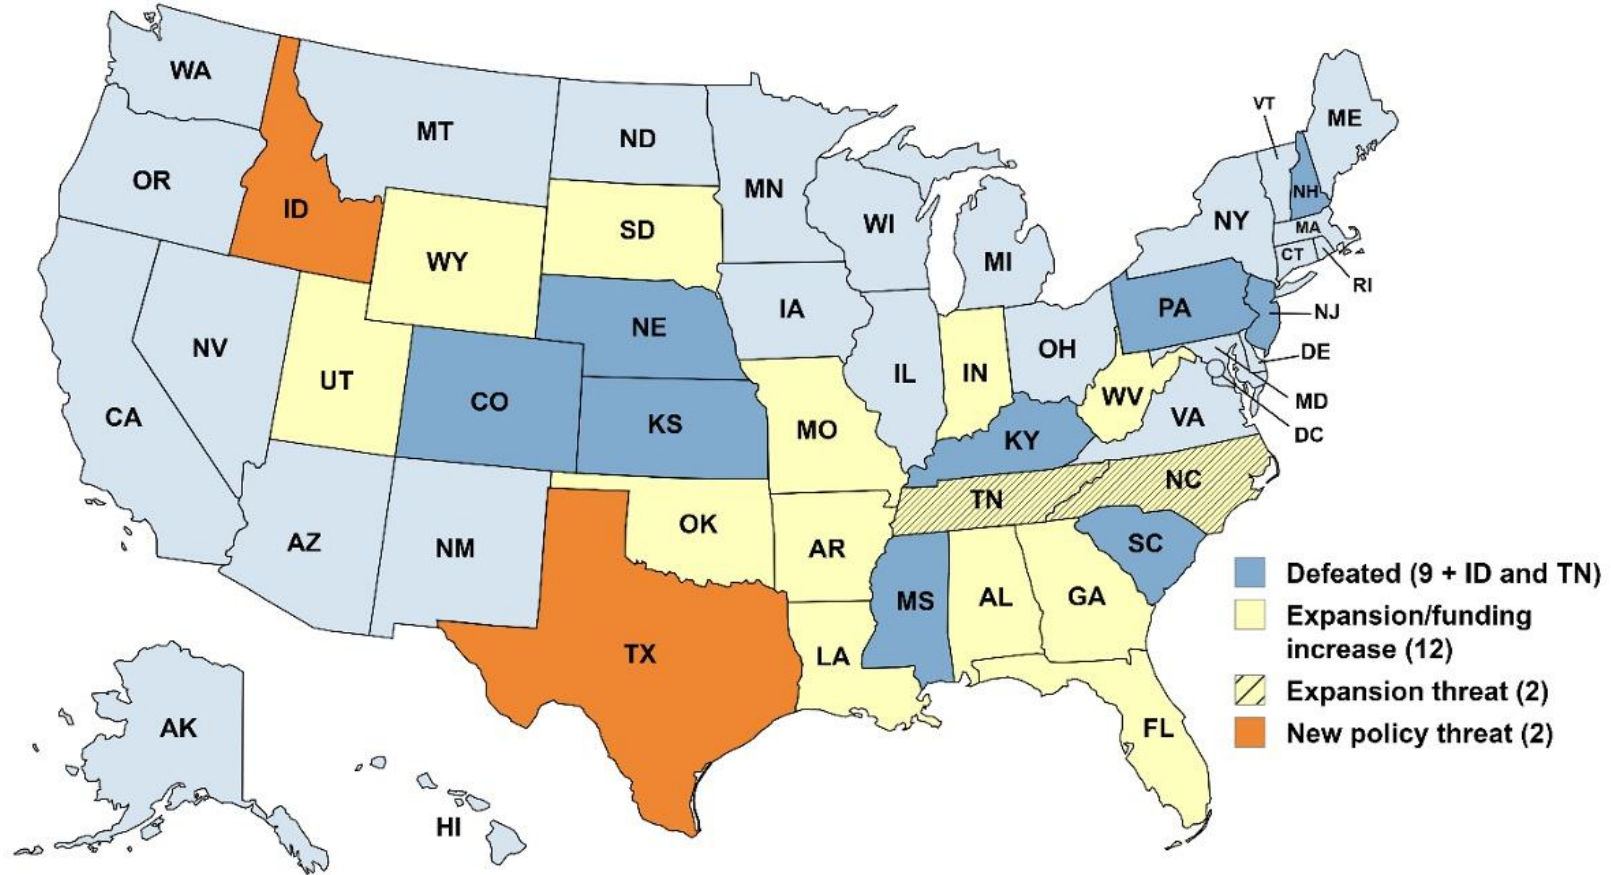 WA
MT
ND
MN
OR
ID
WY
SD
WI
MI
NY
VT
ME
NH
MA
CT
RI
NV
UT
NE
IA
IL
IN
OH
PA
NJ
DE
MD
DC
CA
CO
KS
MO
KY
WV
VA
AZ
NM
OK
AR
TN
NC
SC
TX
LA
MS
AL
GA
FL
AK
HI
Defeated (9 + ID and TN)
Expansion/funding
increase (12)
Expansion threat (2)
New policy threat (2)